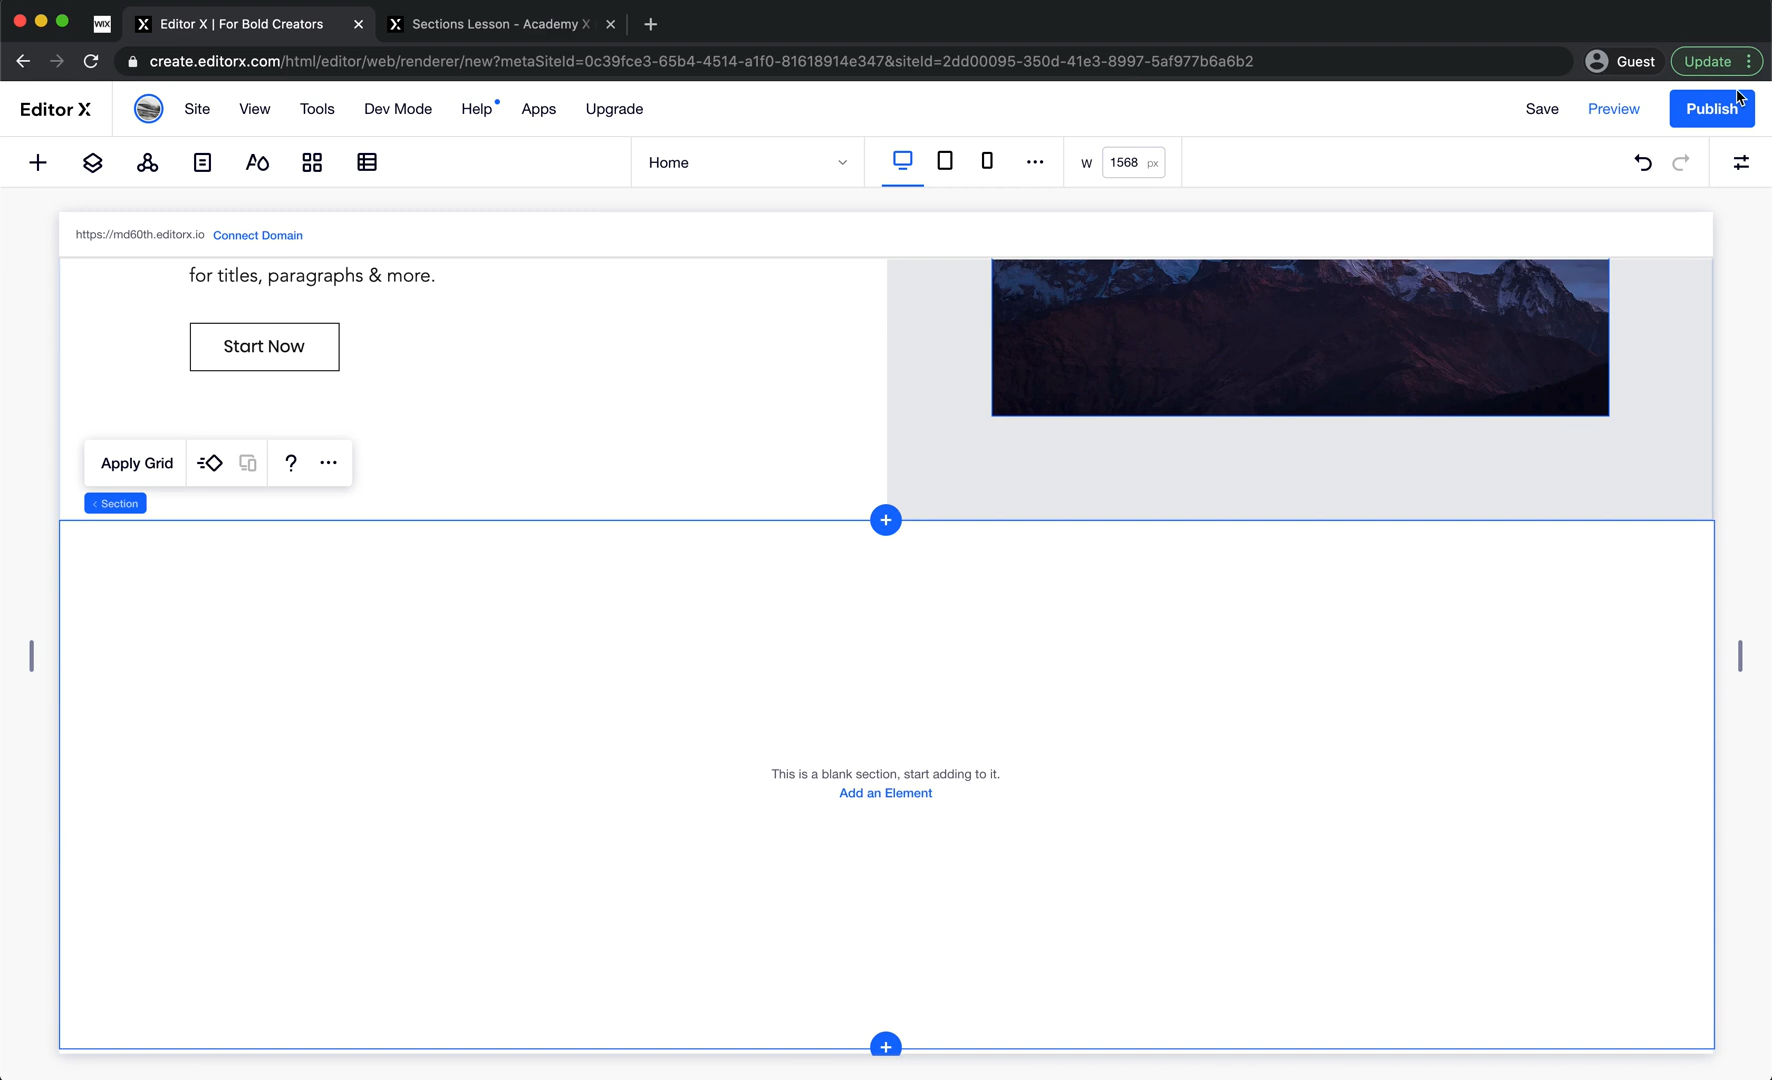 WIX
Editor X | For Bold Creators
Sections Lesson - Academy X
create.editorx.com/html/editor/web/renderer/new?metaSiteId=0c39fce3-65b4-4514-a1f0-81618914e347&siteId=2dd00095-350d-41e3-8997-5af977b6a6b2
Guest
Update
Editor X
Site
View
Tools
Dev Mode
Help
Apps
Upgrade
Save
Preview
Publish
Home
W
1568 px
https://md60th.editorx.io
Connect Domain
for titles, paragraphs & more.
Start Now
Apply Grid
?
< Section
This is a blank section, start adding to it.
Add an Element